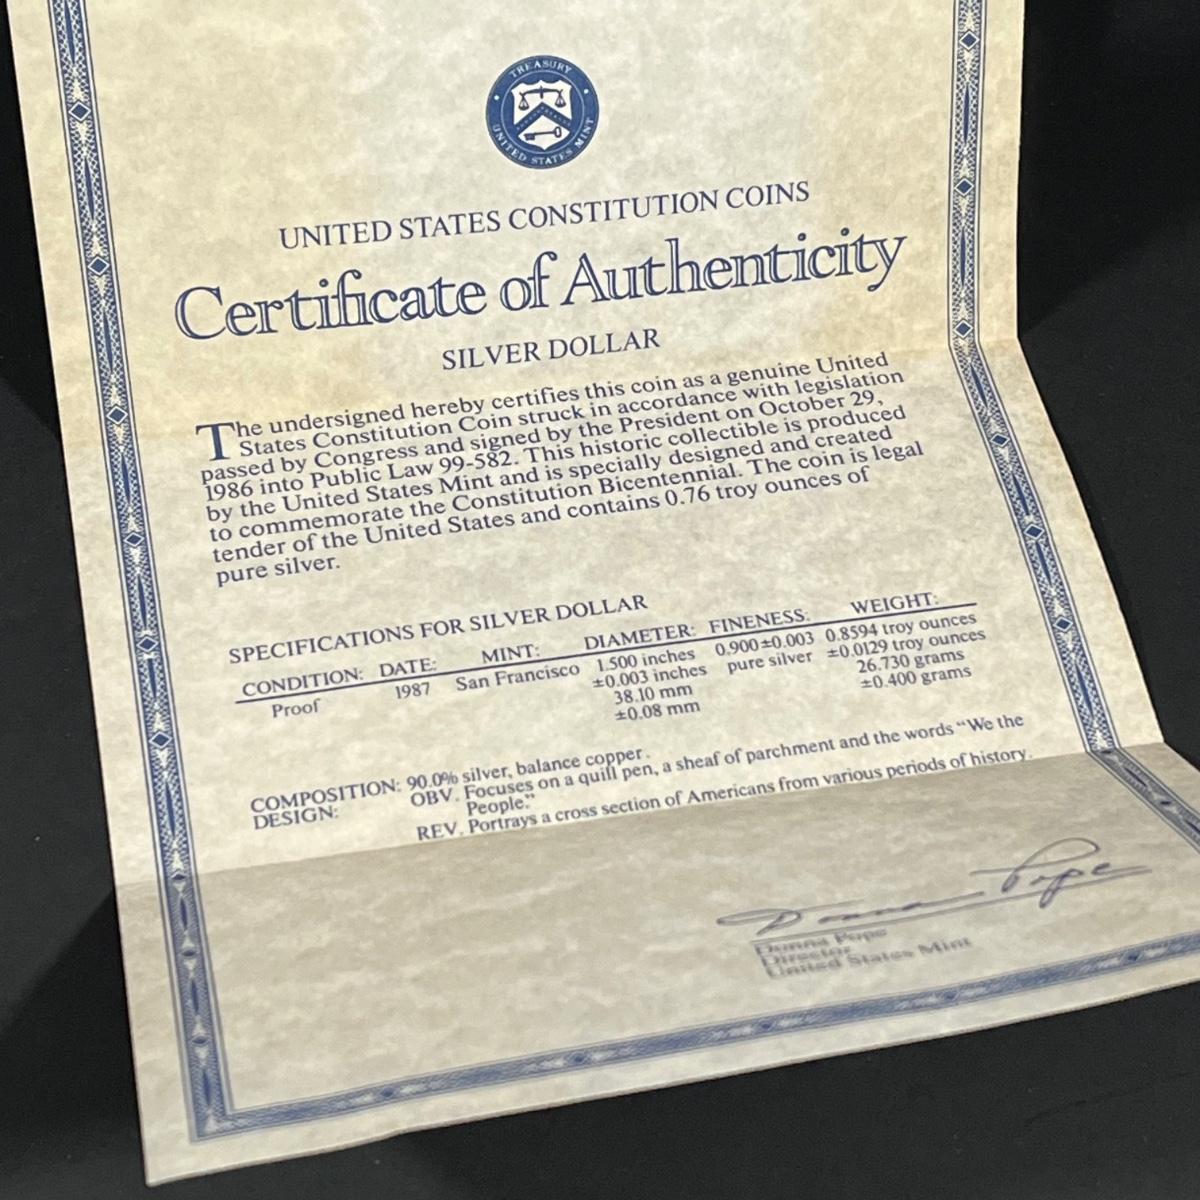 TREASURY
UNITED STATES MINT
UNITED STATES CONSTITUTION COINS
Certificate of Authenticity
SILVER DOLLAR
The undersigned hereby certifies this coin as a genuine United
States Constitution Coin struck in accordance with legislation
passed by Congress and signed by the President on October 29,
1986 into Public Law 99-582. This historic collectible is produced
by the United States Mint and is specially designed and created
to commemorate the Constitution Bicentennial. The coin is legal
tender of the United States and contains 0.76 troy ounces of
pure silver.
SPECIFICATIONS FOR SILVER DOLLAR
CONDITION: DATE: MINT: DIAMETER: FINENESS: WEIGHT:
Proof 1987 San Francisco 1.500 inches 0.900±0.003 0.8594 troy ounces
±0.003 inches pure silver ±0.0129 troy ounces
38.10 mm 26.730 grams
±0.08 mm ±0.400 grams
COMPOSITION: 90.0% silver, balance copper.
DESIGN: OBV. Focuses on a quill pen, a sheaf of parchment and the words "We the
People."
REV. Portrays a cross section of Americans from various periods of history.
Donna Pope
Donna Pope
Director
United States Mint